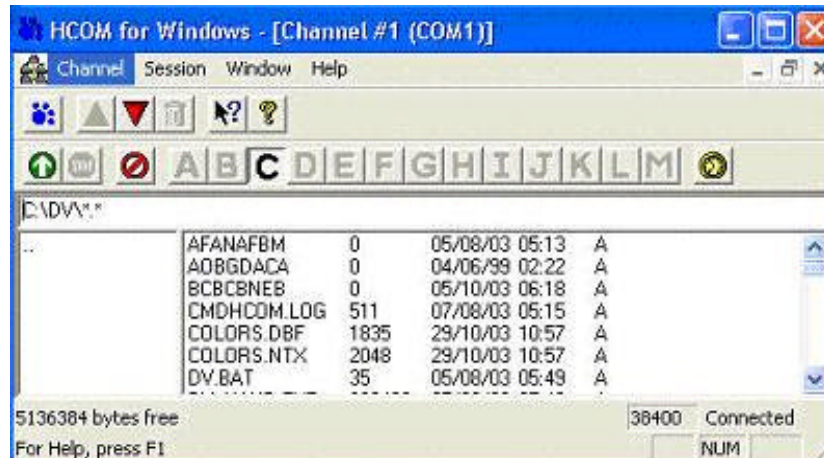 HCOM for Windows - [Channel #1 (COM1)]
Channel Session Window Help
A B C D E F G H I J K L M
C:\DV\*.*
..
AFANAFBM 0 05/08/03 05:13 A
AOBGDACA 0 04/06/99 02:22 A
BCBCBNEB 0 05/10/03 06:18 A
CMDHCOM.LOG 511 07/08/03 05:15 A
COLORS.DBF 1835 29/10/03 10:57 A
COLORS.NTX 2048 29/10/03 10:57 A
DV.BAT 35 05/08/03 05:49 A
5136384 bytes free 38400 Connected
For Help, press F1 NUM